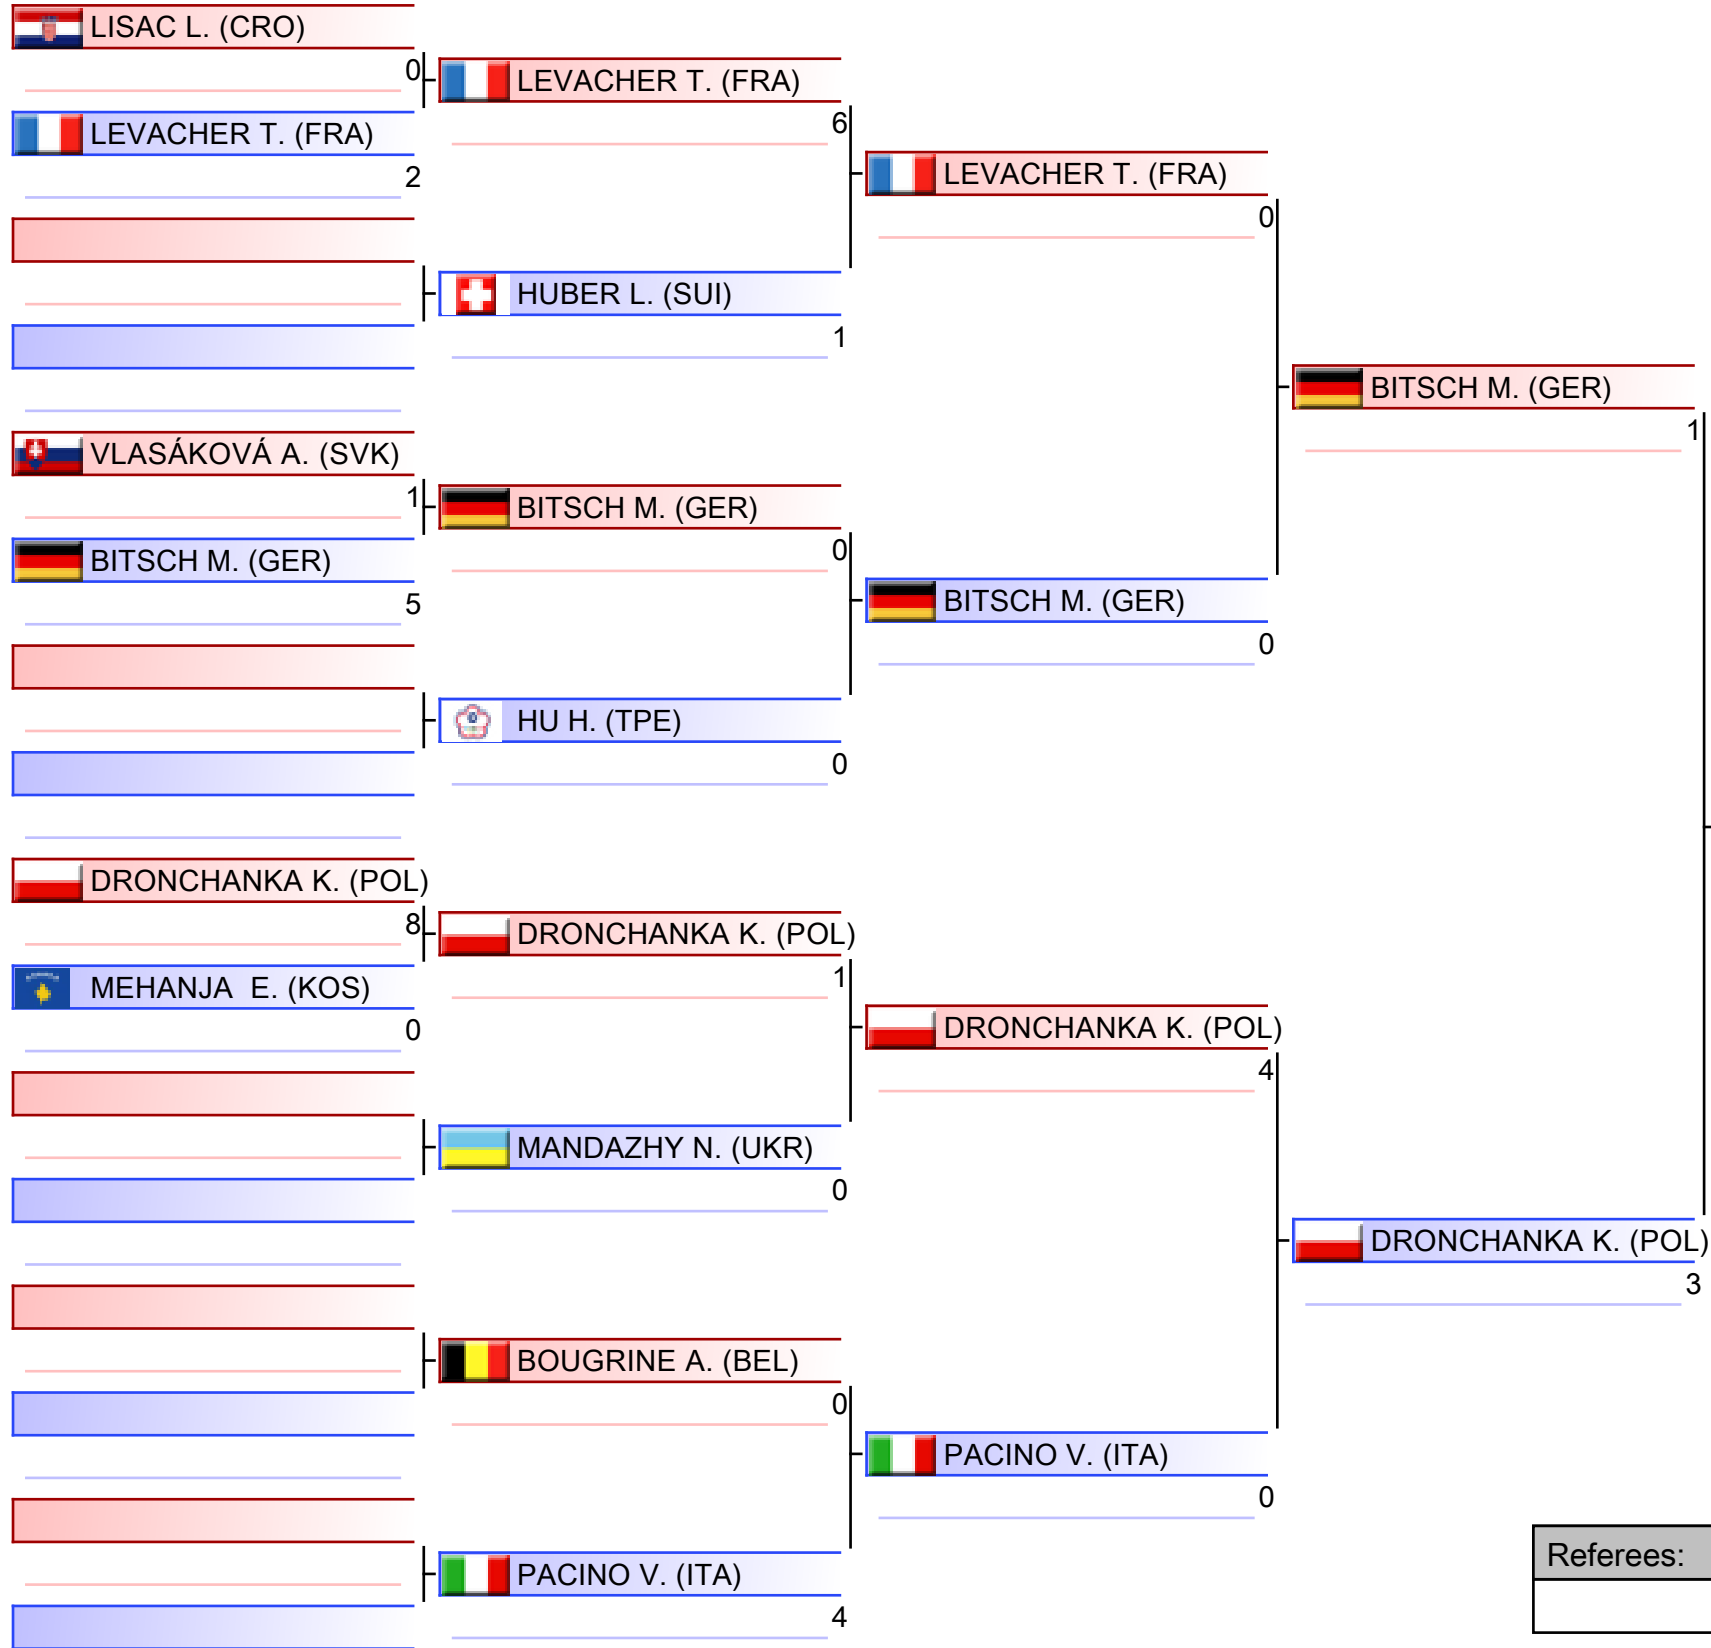 LISAC L. (CRO)
0
LEVACHER T. (FRA)
2
VLASÁKOVÁ A. (SVK)
1
BITSCH M. (GER)
5
DRONCHANKA K. (POL)
8
MEHANJA  E. (KOS)
0
LEVACHER T. (FRA)
6
HUBER L. (SUI)
1
BITSCH M. (GER)
0
HU H. (TPE)
0
DRONCHANKA K. (POL)
1
MANDAZHY N. (UKR)
0
BOUGRINE A. (BEL)
0
PACINO V. (ITA)
4
LEVACHER T. (FRA)
0
BITSCH M. (GER)
0
DRONCHANKA K. (POL)
4
PACINO V. (ITA)
0
BITSCH M. (GER)
1
DRONCHANKA K. (POL)
3
Referees: